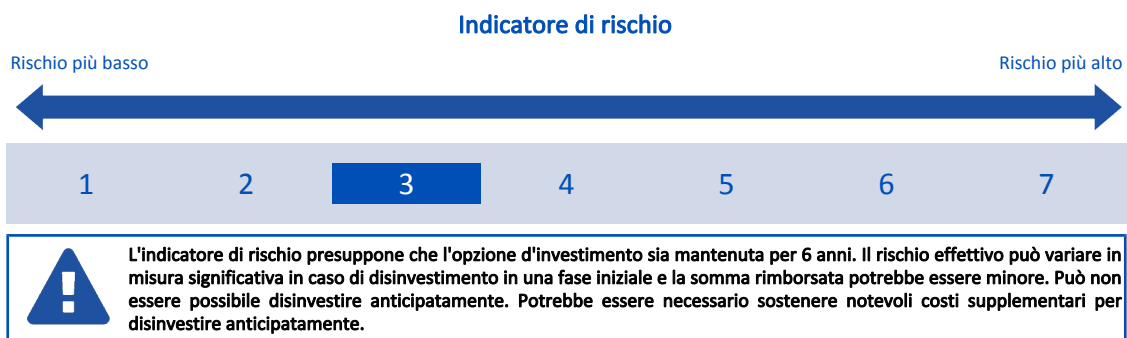 Indicatore di rischio
Rischio più basso
Rischio più alto
1 2 3 4 5 6 7
L'indicatore di rischio presuppone che l'opzione d'investimento sia mantenuta per 6 anni. Il rischio effettivo può variare in
misura significativa in caso di disinvestimento in una fase iniziale e la somma rimborsata potrebbe essere minore. Può non
essere possibile disinvestire anticipatamente. Potrebbe essere necessario sostenere notevoli costi supplementari per
disinvestire anticipatamente.